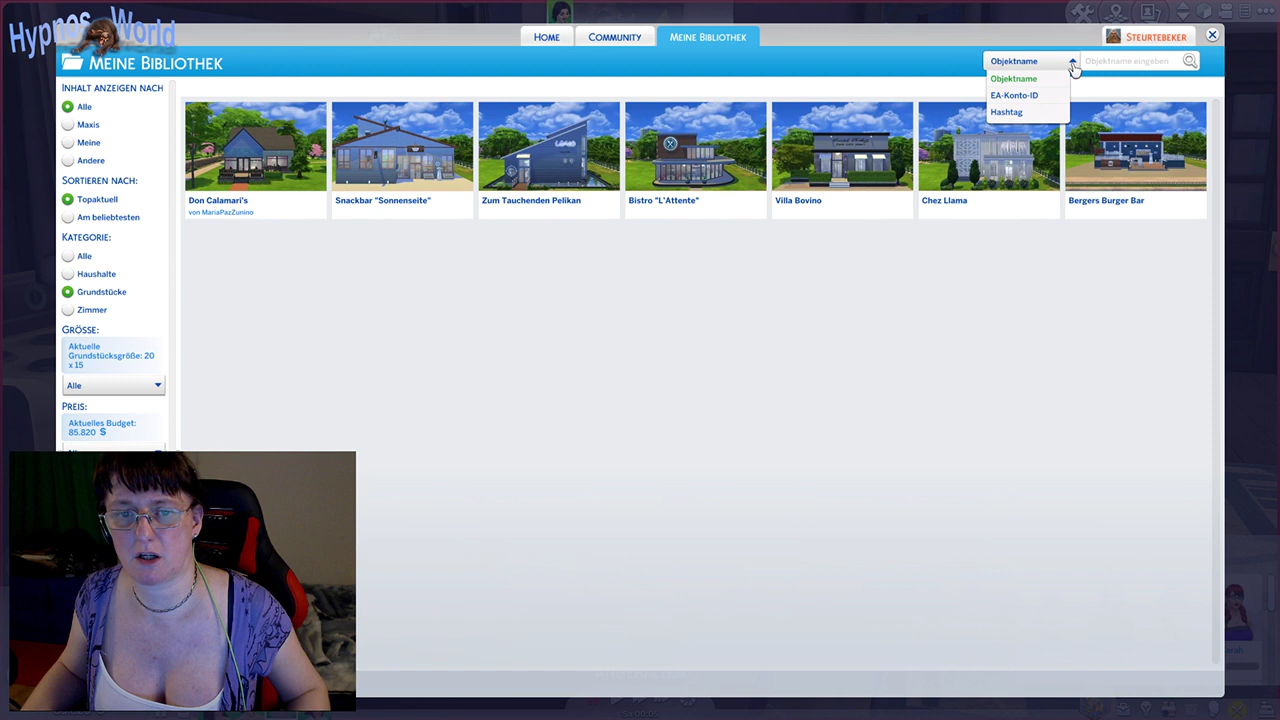 Hypnos World
HOME
COMMUNITY
MEINE BIBLIOTHEK
STEURTEBEKER
MEINE BIBLIOTHEK
Objektname
Objektname eingeben
Objektname
EA-Konto-ID
Hashtag
INHALT ANZEIGEN NACH
Alle
Maxis
Meine
Andere
SORTIEREN NACH:
Topaktuell
Am beliebtesten
KATEGORIE:
Alle
Haushalte
Grundstücke
Zimmer
GRÖSSE:
Aktuelle
Grundstücksgröße: 20
x 15
Alle
PREIS:
Aktuelles Budget:
85.820 $
Don Calamari's
von MariaPazZunino
Snackbar "Sonnenseite"
Zum Tauchenden Pelikan
Bistro "L'Attente"
Villa Bovino
Chez Llama
Bergers Burger Bar